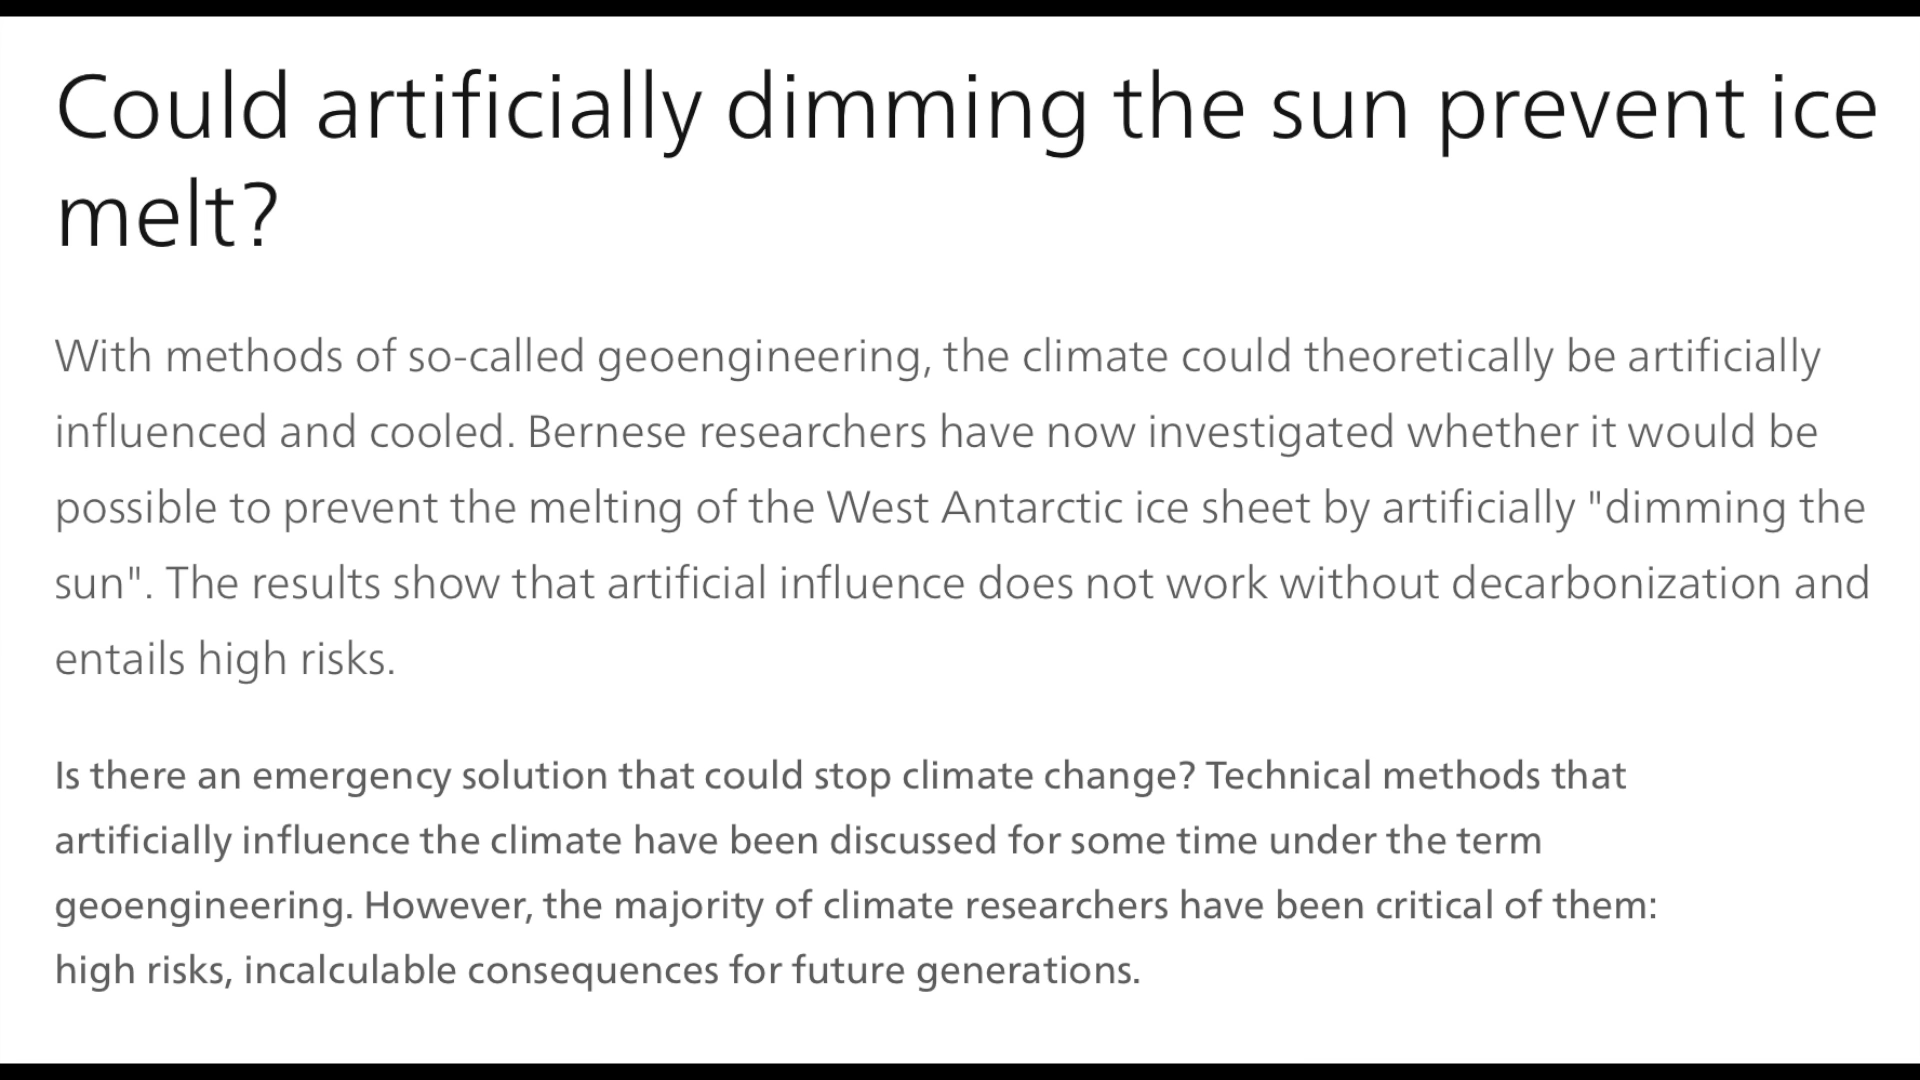 Could artificially dimming the sun prevent ice
melt?
With methods of so-called geoengineering, the climate could theoretically be artificially
influenced and cooled. Bernese researchers have now investigated whether it would be
possible to prevent the melting of the West Antarctic ice sheet by artificially "dimming the
sun". The results show that artificial influence does not work without decarbonization and
entails high risks.
Is there an emergency solution that could stop climate change? Technical methods that
artificially influence the climate have been discussed for some time under the term
geoengineering. However, the majority of climate researchers have been critical of them:
high risks, incalculable consequences for future generations.